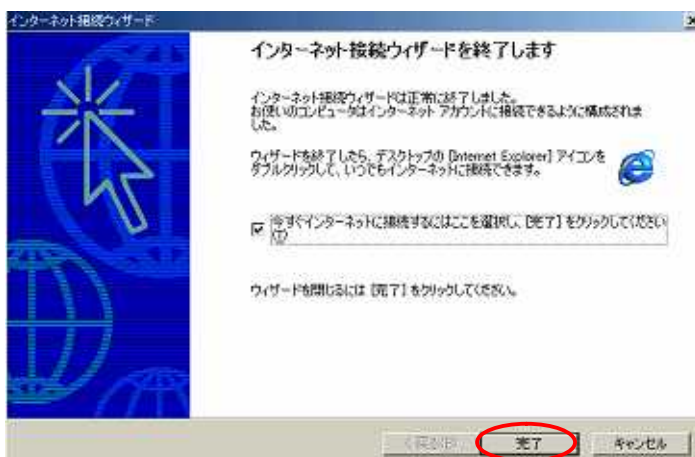 インターネット接続ウィザード
インターネット接続ウィザードを終了します
インターネット接続ウィザードは正常に終了しました。
お使いのコンピュータはインターネット アカウントに接続できるように構成されま
した。
ウィザードを終了したら、デスクトップの [Internet Explorer] アイコンを
ダブルクリックして、いつでもインターネットに接続できます。
今すぐインターネットに接続するにはここを選択し、[完了] をクリックしてください
(T)
ウィザードを閉じるには [完了] をクリックしてください。
< 戻る(B)
完了
キャンセル